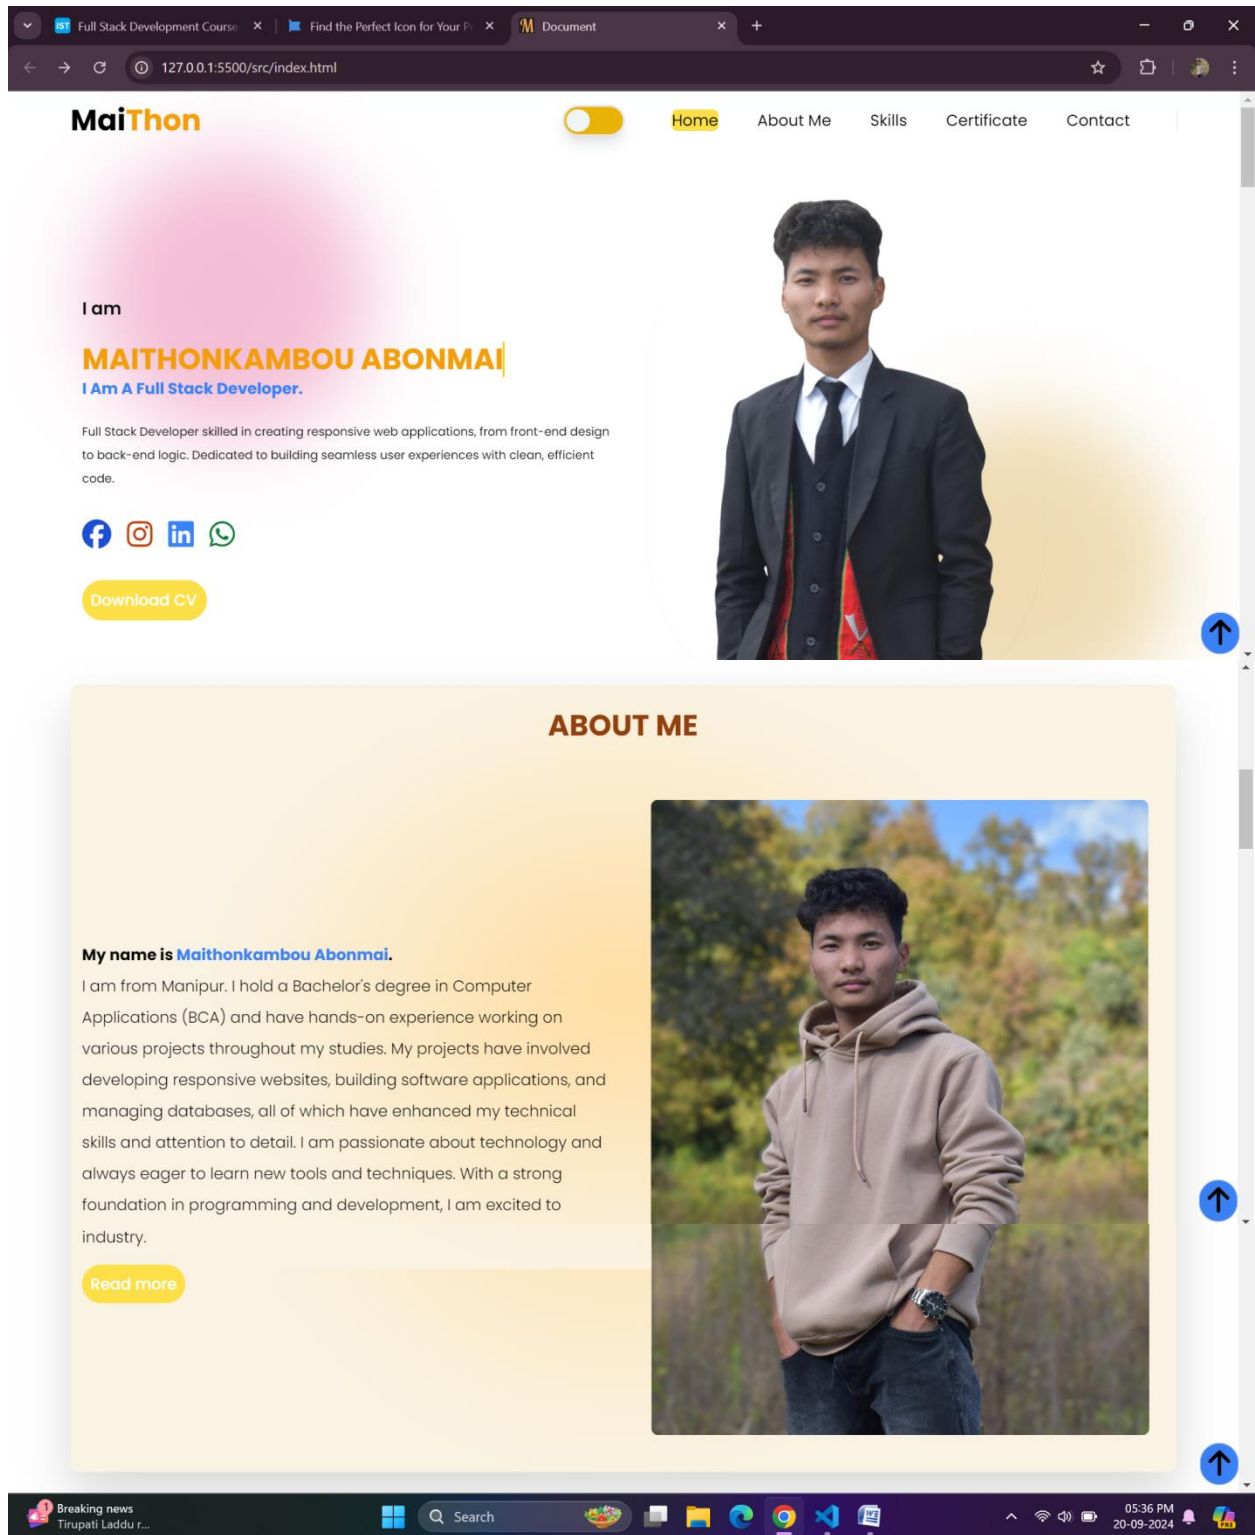 Full Stack Development Course
Find the Perfect Icon for Your P
Document
127.0.0.1:5500/src/index.html
MaiThon
Home About Me Skills Certificate Contact
I am
MAITHONKAMBOU ABONMAI
I Am A Full Stack Developer.
Full Stack Developer skilled in creating responsive web applications, from front-end design
to back-end logic. Dedicated to building seamless user experiences with clean, efficient
code.
Download CV
ABOUT ME
My name is Maithonkambou Abonmai.
I am from Manipur. I hold a Bachelor's degree in Computer
Applications (BCA) and have hands-on experience working on
various projects throughout my studies. My projects have involved
developing responsive websites, building software applications, and
managing databases, all of which have enhanced my technical
skills and attention to detail. I am passionate about technology and
always eager to learn new tools and techniques. With a strong
foundation in programming and development, I am excited to
industry.
Read more
1
Breaking news
Tirupati Laddu r...
Search
05:36 PM
20-09-2024
PRE